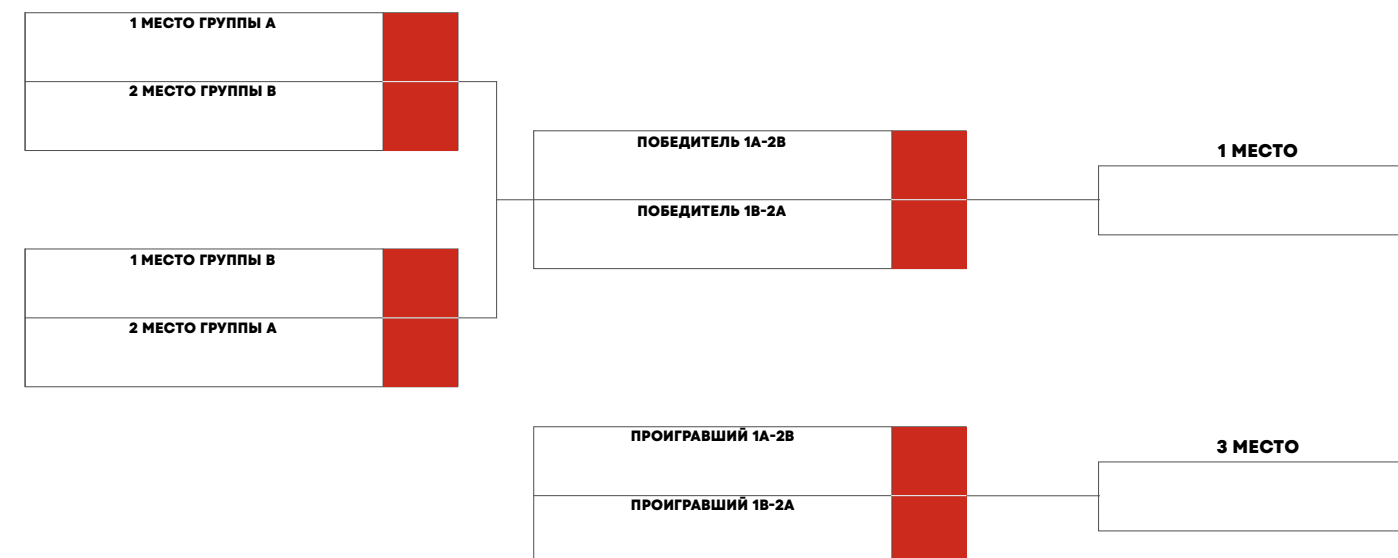 1 МЕСТО ГРУППЫ А
2 МЕСТО ГРУППЫ В
ПОБЕДИТЕЛЬ 1А-2В
1 МЕСТО
ПОБЕДИТЕЛЬ 1В-2А
1 МЕСТО ГРУППЫ В
2 МЕСТО ГРУППЫ А
ПРОИГРАВШИЙ 1А-2В
3 МЕСТО
ПРОИГРАВШИЙ 1В-2А